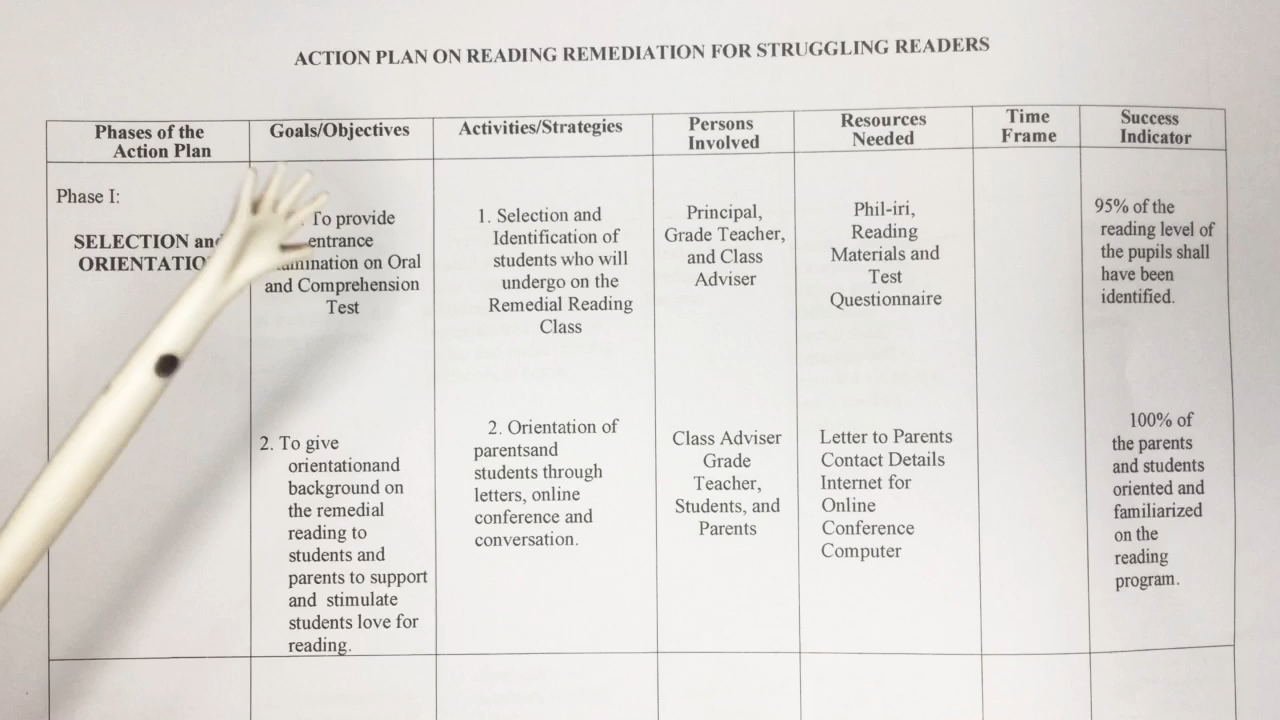 ACTION PLAN ON READING REMEDIATION FOR STRUGGLING READERS
Phases of the
Action Plan
Goals/Objectives
Activities/Strategies
Persons
Involved
Resources
Needed
Time
Frame
Success
Indicator
Phase I:
SELECTION and
ORIENTATIO
To provide
entrance
on Oral
and Comprehension
Test
1. Selection and
Identification of
students who will
undergo on the
Remedial Reading
Class
Principal,
Grade Teacher,
and Class
Adviser
Phil-iri,
Reading
Materials and
Test
Questionnaire
95% of the
reading level of
the pupils shall
have been
identified.
2. To give
orientationand
background on
the remedial
reading to
students and
parents to support
and stimulate
students love for
reading.
2. Orientation of
parentsand
students through
letters, online
conference and
conversation.
Class Adviser
Grade
Teacher,
Students, and
Parents
Letter to Parents
Contact Details
Internet for
Online
Conference
Computer
100% of
the parents
and students
oriented and
familiarized
on the
reading
program.